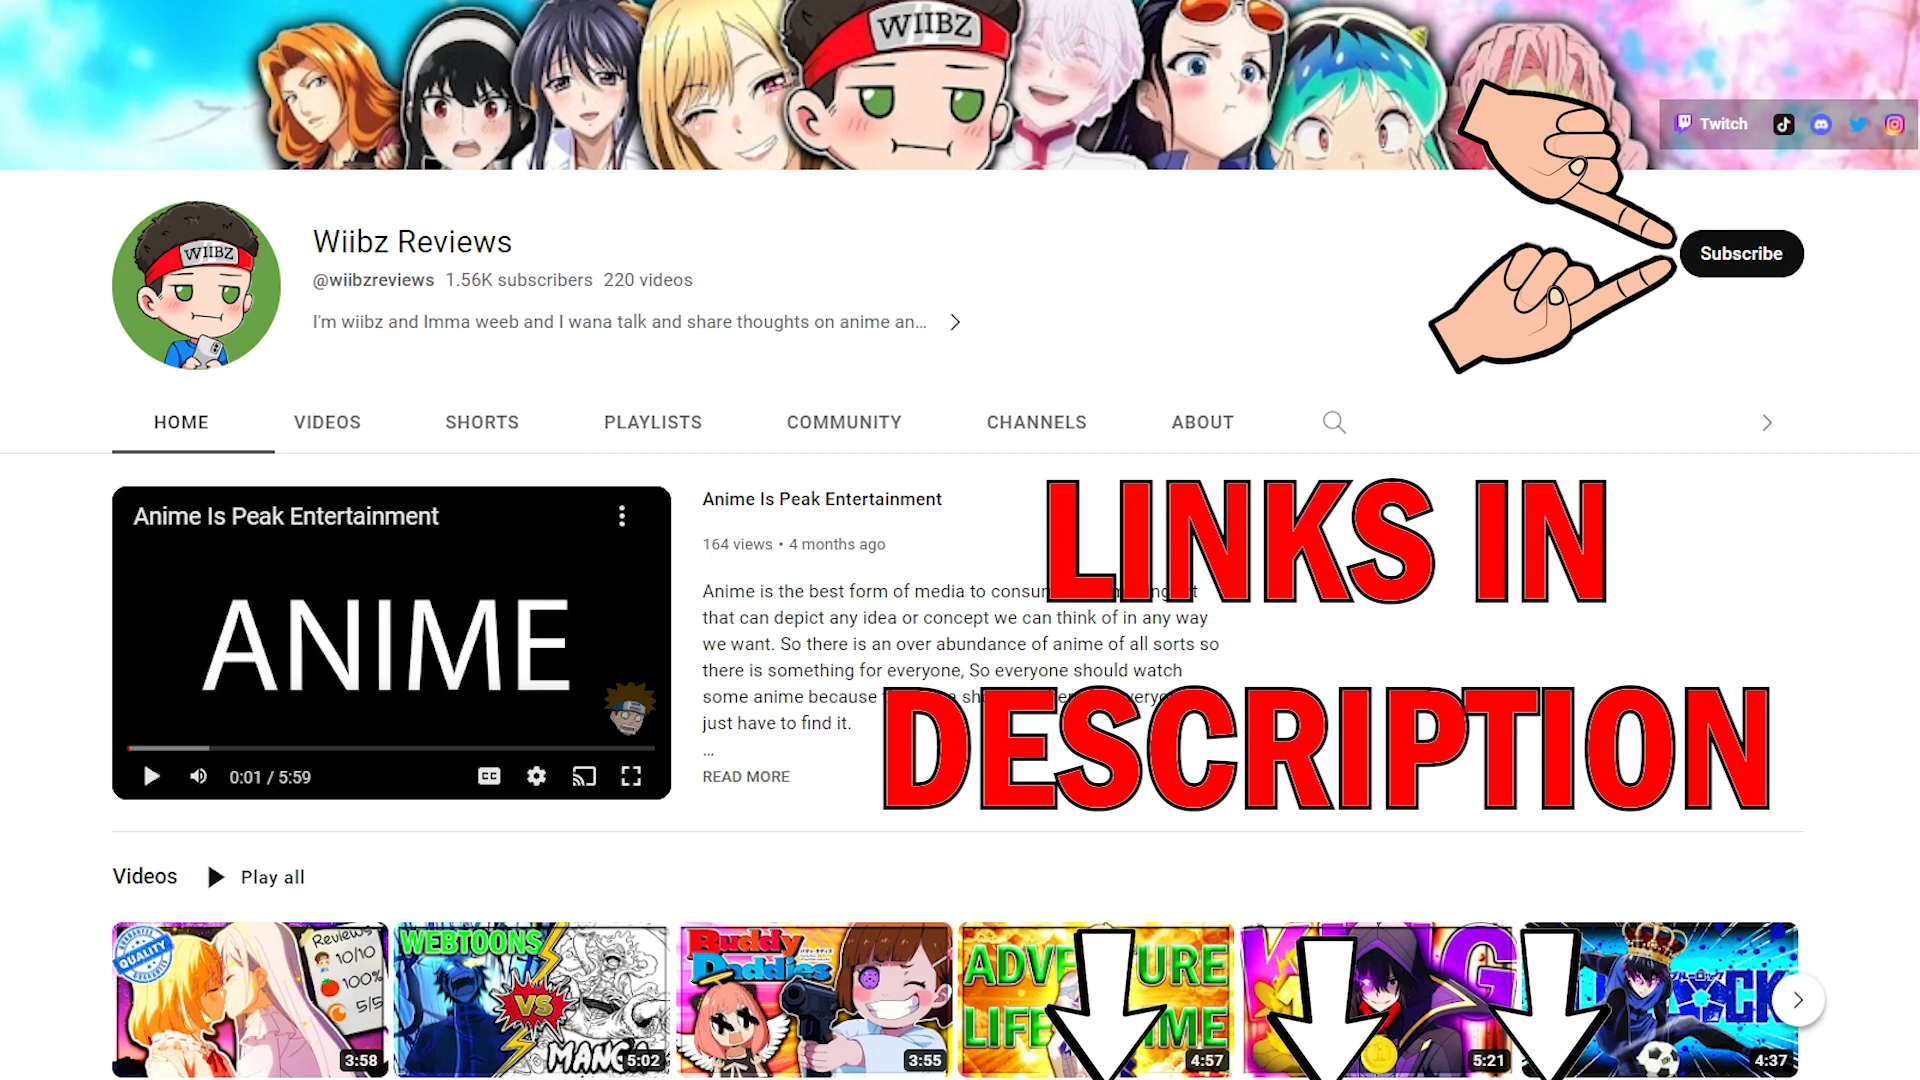 WIIBZ
Twitch
WIIBZ
Wiibz Reviews
@wiibzreviews 1.56K subscribers 220 videos
I'm wiibz and Imma weeb and I wana talk and share thoughts on anime an...
Subscribe
HOME VIDEOS SHORTS PLAYLISTS COMMUNITY CHANNELS ABOUT
Anime Is Peak Entertainment
ANIME
0:01 / 5:59
CC
Anime Is Peak Entertainment
164 views • 4 months ago
Anime is the best form of media to
that can depict any idea or concept we can think of in any way
we want. So there is an over abundance of anime of all sorts so
there is something for everyone, So everyone should watch
some anime because
just have to find it.
...
READ MORE
LINKS IN
DESCRIPTION
Videos Play all
QUALITY
Reviews
10/10
100%
5/5
3:58
WEBTOONS
VS
MANGA
5:02
Buddy
Daddies
3:55
LIFE
4:57
5:21
4:37